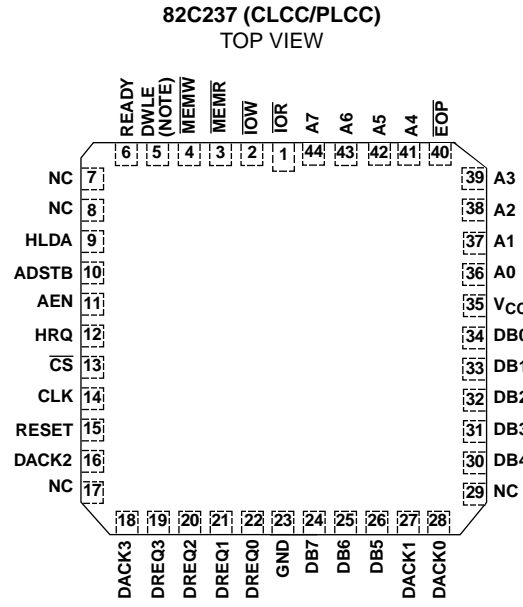 82C237 (CLCC/PLCC)
TOP VIEW
READY
DWLE
(NOTE)
MEMW
MEMR
IOW
IOR
A7
A6
A5
A4
EOP
6 5 4 3 2 1 44 43 42 41 40
NC 7
NC 8
HLDA 9
ADSTB 10
AEN 11
HRQ 12
CS 13
CLK 14
RESET 15
DACK2 16
NC 17
39 A3
38 A2
37 A1
36 A0
35 VCC
34 DB0
33 DB1
32 DB2
31 DB3
30 DB4
29 NC
18 19 20 21 22 23 24 25 26 27 28
DACK3
DREQ3
DREQ2
DREQ1
DREQ0
GND
DB7
DB6
DB5
DACK1
DACK0